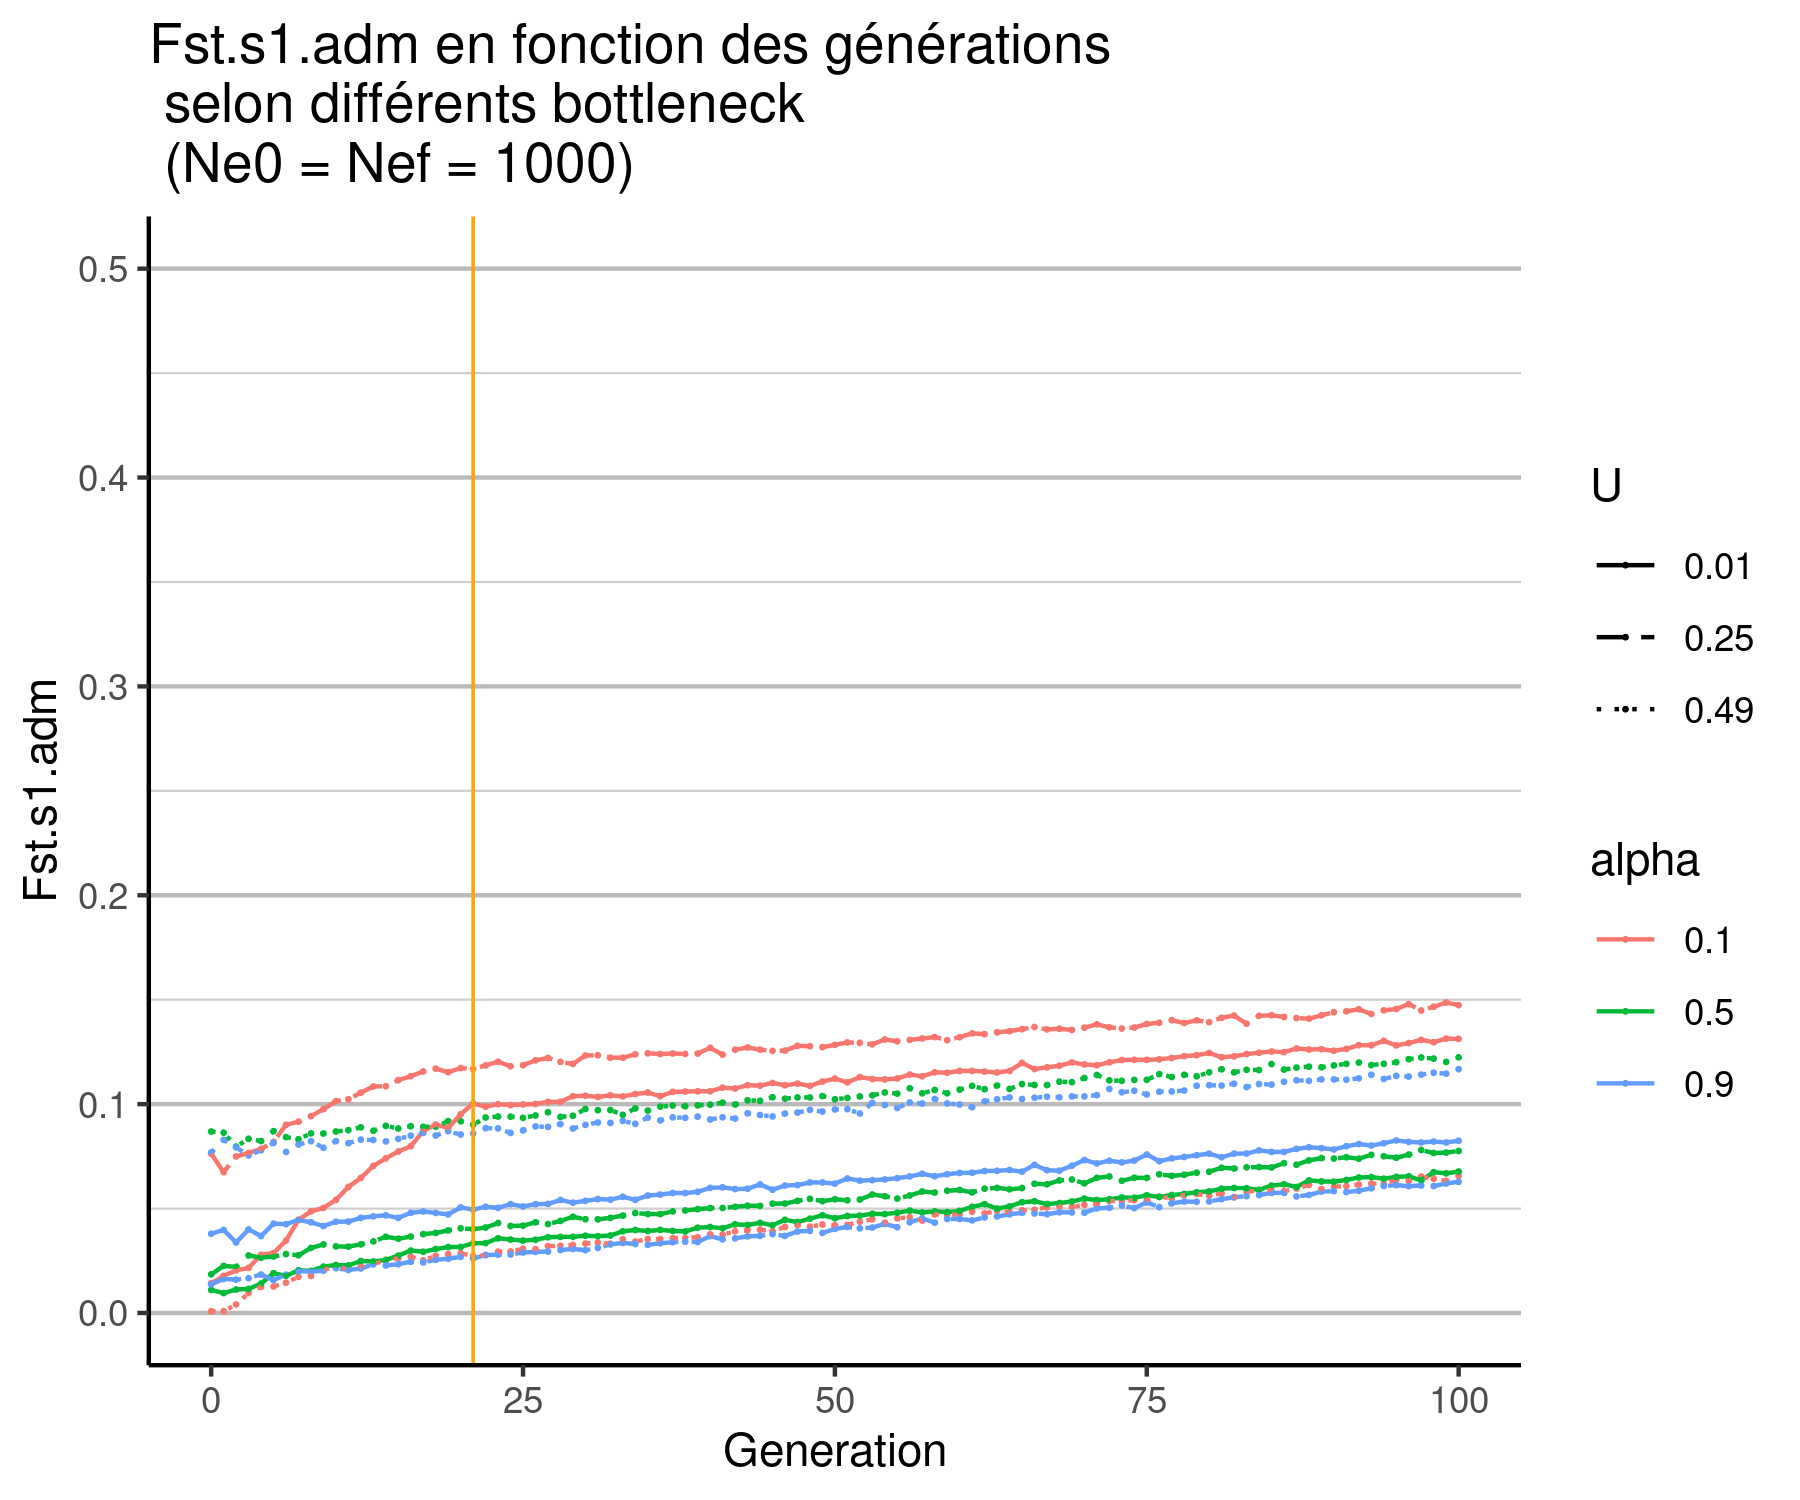 Fst.s1.adm en fonction des générations
selon différents bottleneck
(Ne0 = Nef = 1000)
Fst.s1.adm
0.5
0.4
0.3
0.2
0.1
0.0
0
25
50
75
100
Generation
U
0.01
0.25
0.49
alpha
0.1
0.5
0.9